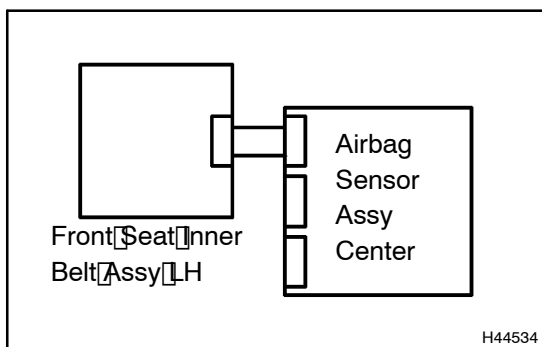 Airbag
Sensor
Assy
Center
Front Seat Inner
Belt Assy LH
H44534